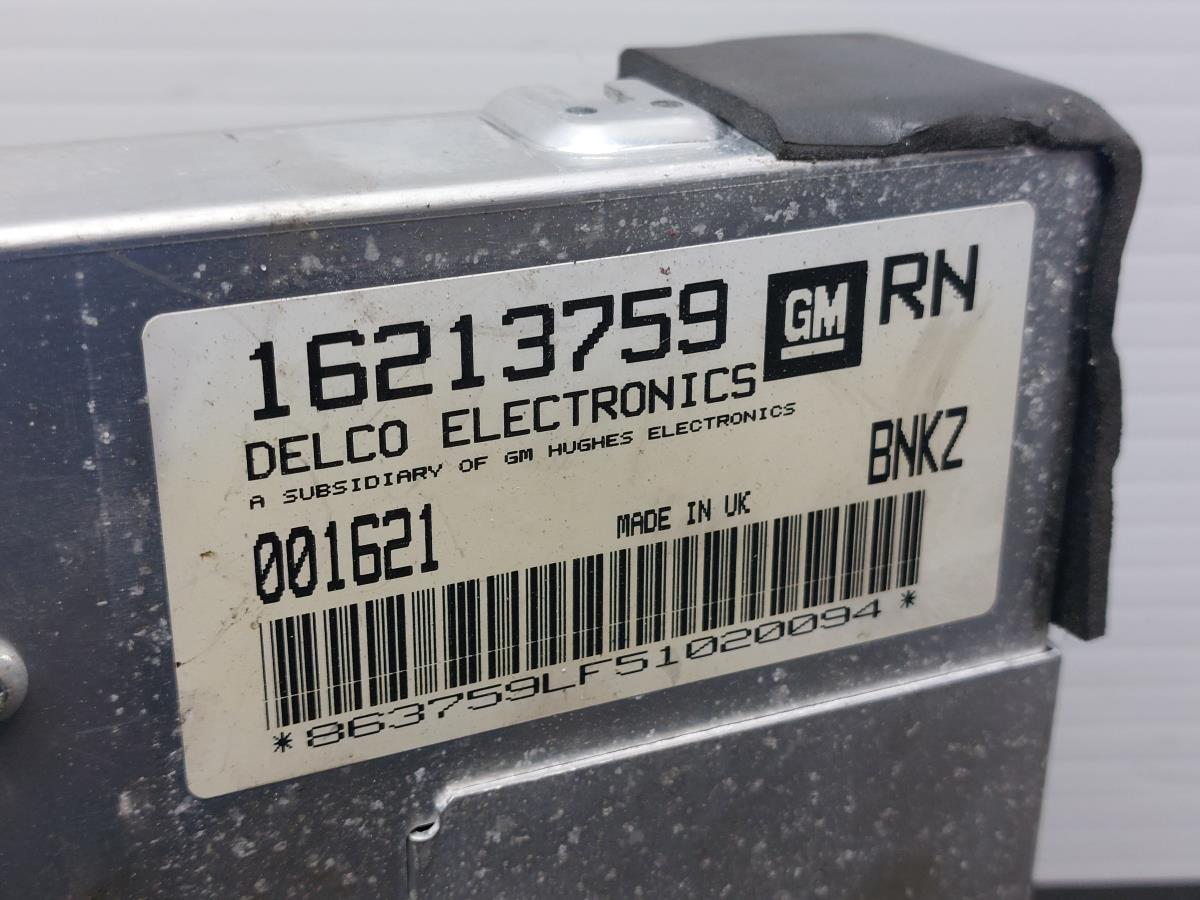 16213759 GM RN
DELCO ELECTRONICS
A SUBSIDIARY OF GM HUGHES ELECTRONICS
BNKZ
001621
MADE IN UK
*863759LF51020094*